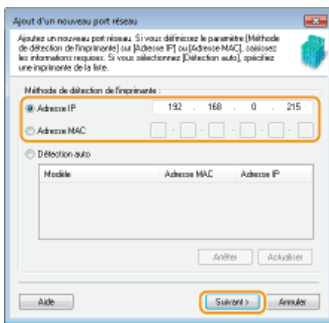 Ajout d'un nouveau port réseau
Ajoutez un nouveau port réseau. Si vous définissez le paramètre [Méthode
de détection de l'imprimante] sur [Adresse IP] ou [Adresse MAC], saisissez
les informations requises. Si vous sélectionnez [Détection auto], spécifiez
une imprimante de la liste.
Méthode de détection de l'imprimante :
Adresse IP 192 . 168 . 0 . 215
Adresse MAC - - - - -
Détection auto
Modèle Adresse MAC Adresse IP
Arrêter Actualiser
Aide Suivant > Annuler